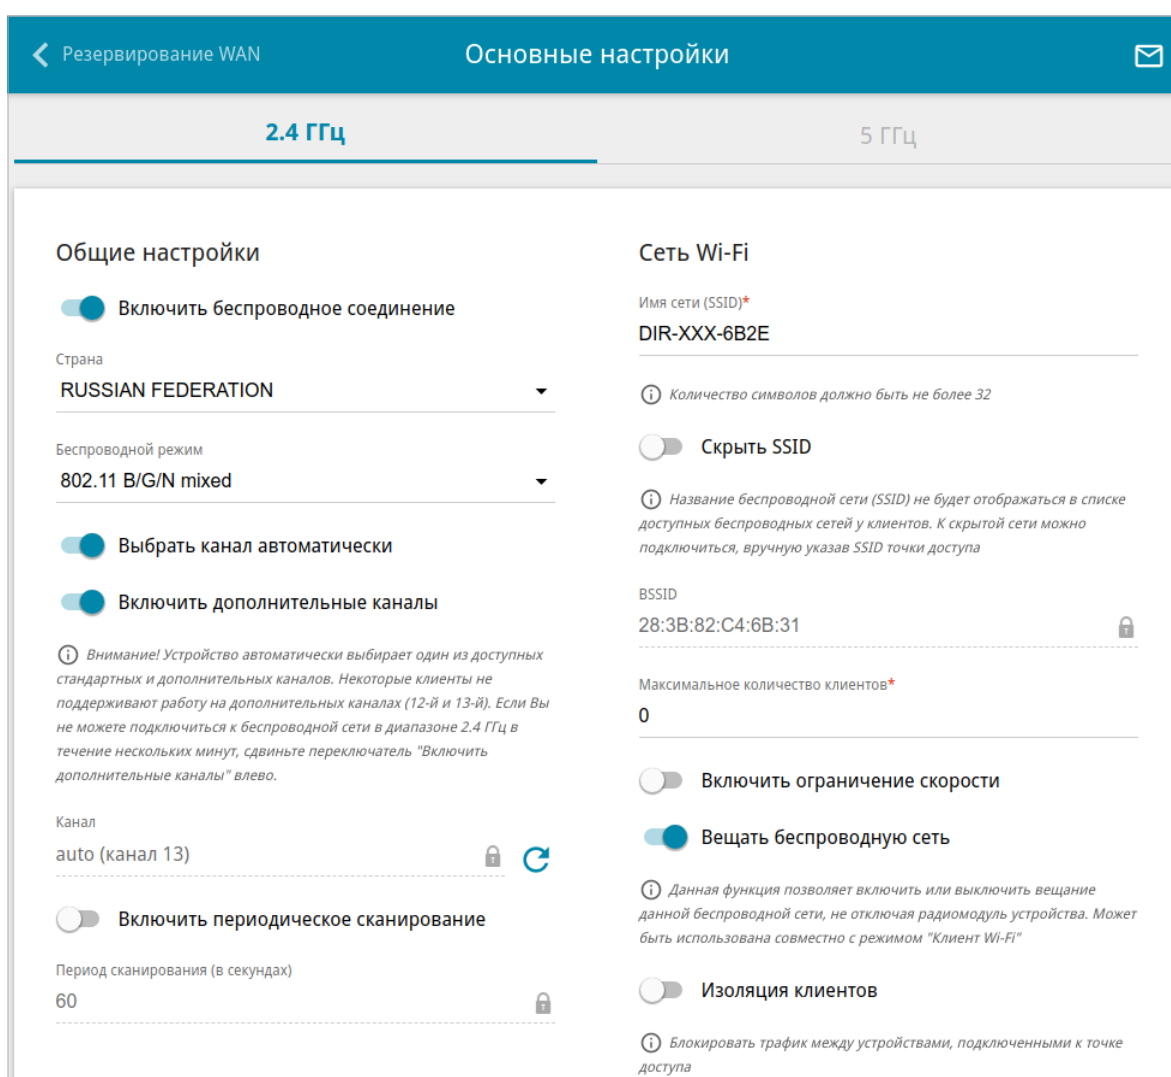 Резервирование WAN
Основные настройки
2.4 ГГц
5 ГГц
Общие настройки
Включить беспроводное соединение
Страна
RUSSIAN FEDERATION
Беспроводной режим
802.11 B/G/N mixed
Выбрать канал автоматически
Включить дополнительные каналы
Внимание! Устройство автоматически выбирает один из доступных
стандартных и дополнительных каналов. Некоторые клиенты не
поддерживают работу на дополнительных каналах (12-й и 13-й). Если Вы
не можете подключиться к беспроводной сети в диапазоне 2.4 ГГц в
течение нескольких минут, сдвиньте переключатель "Включить
дополнительные каналы" влево.
Канал
auto (канал 13)
Включить периодическое сканирование
Период сканирования (в секундах)
60
Сеть Wi-Fi
Имя сети (SSID)*
DIR-XXX-6B2E
Количество символов должно быть не более 32
Скрыть SSID
Название беспроводной сети (SSID) не будет отображаться в списке
доступных беспроводных сетей у клиентов. К скрытой сети можно
подключиться, вручную указав SSID точки доступа
BSSID
28:3B:82:C4:6B:31
Максимальное количество клиентов*
0
Включить ограничение скорости
Вещать беспроводную сеть
Данная функция позволяет включить или выключить вещание
данной беспроводной сети, не отключая радиомодуль устройства. Может
быть использована совместно с режимом "Клиент Wi-Fi"
Изоляция клиентов
Блокировать трафик между устройствами, подключенными к точке
доступа